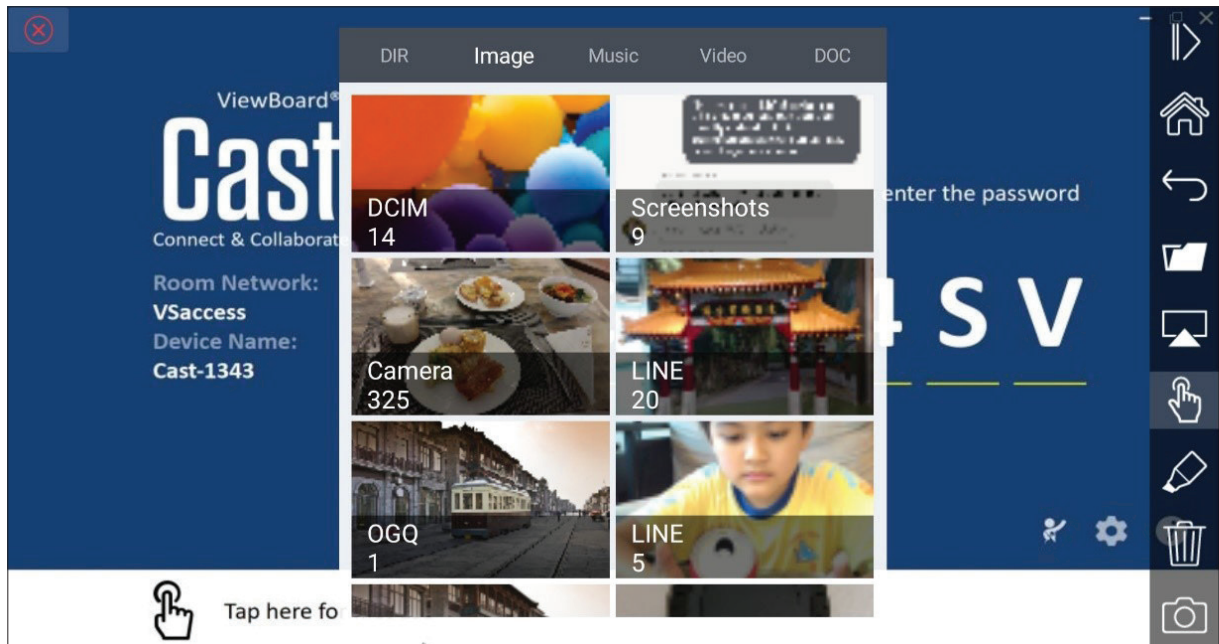 DIR Image Music Video DOC
ViewBoard®
Cast
Connect & Collaborat
Room Network:
VSaccess
Device Name:
Cast-1343
DCIM
14
Screenshots
9
Camera
325
LINE
20
OGQ
1
LINE
5
enter the password
4 S V
Tap here fo